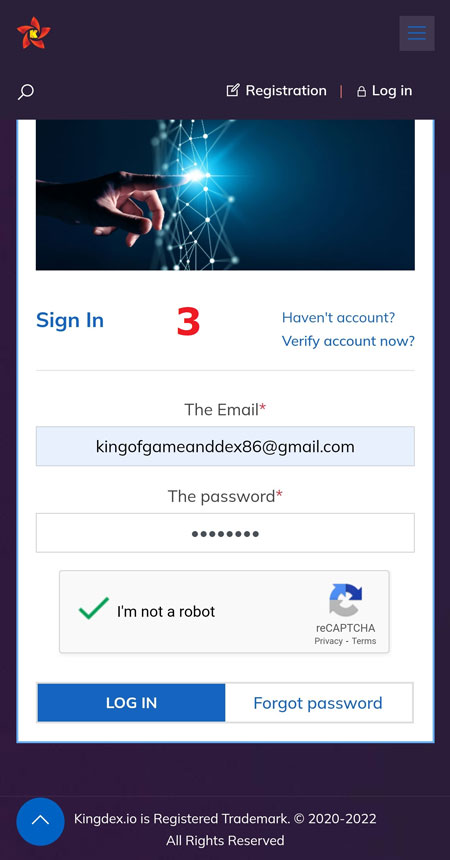 K
Registration | Log in
Sign In
3
Haven't account?
Verify account now?
The Email*
kingofgameanddex86@gmail.com
The password*
••••••••
I'm not a robot
reCAPTCHA
Privacy - Terms
LOG IN
Forgot password
Kingdex.io is Registered Trademark. © 2020-2022
All Rights Reserved